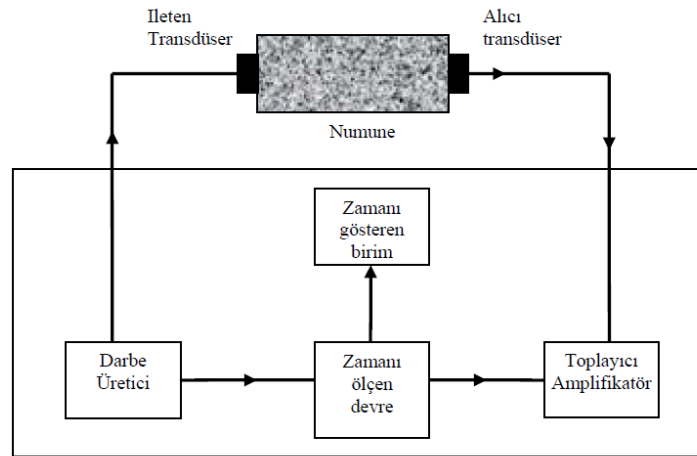 Ileten
Transdüser
Alıcı
transdüser
Numune
Zamanı
gösteren
birim
Darbe
Üretici
Zamanı
ölçen
devre
Toplayıcı
Amplifikatör